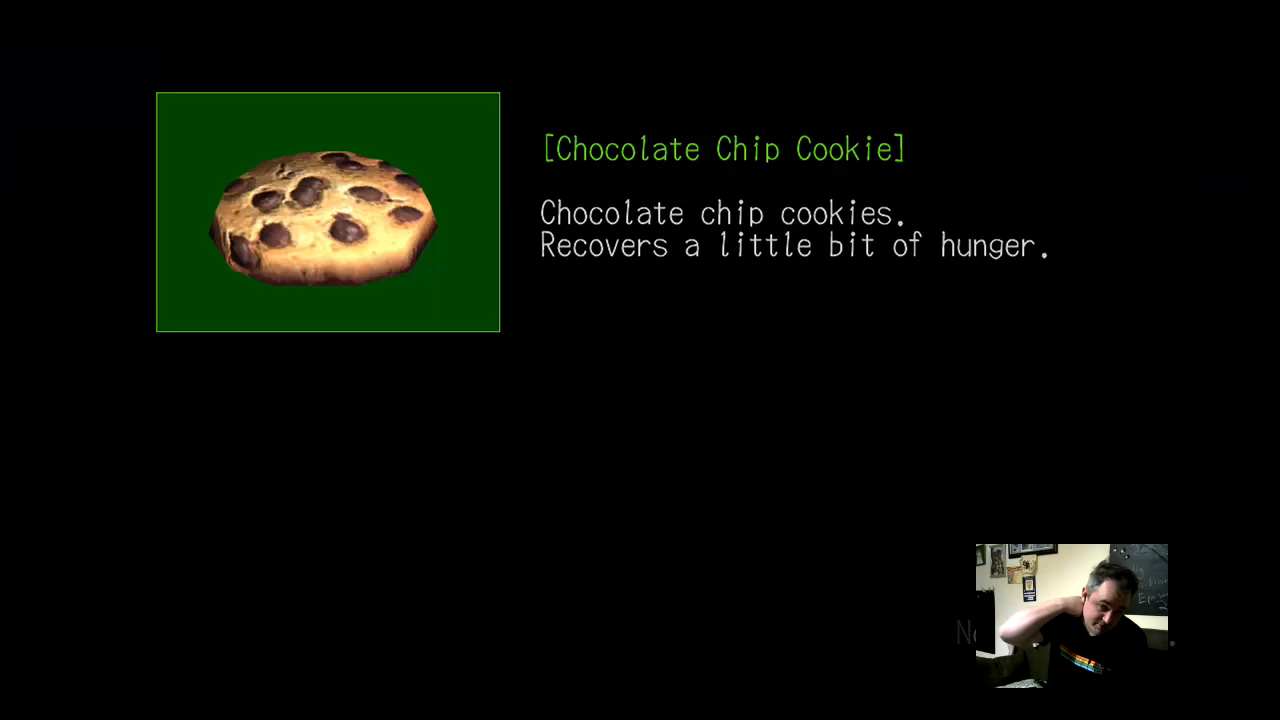 [Chocolate Chip Cookie]
Chocolate chip cookies.
Recovers a little bit of hunger.